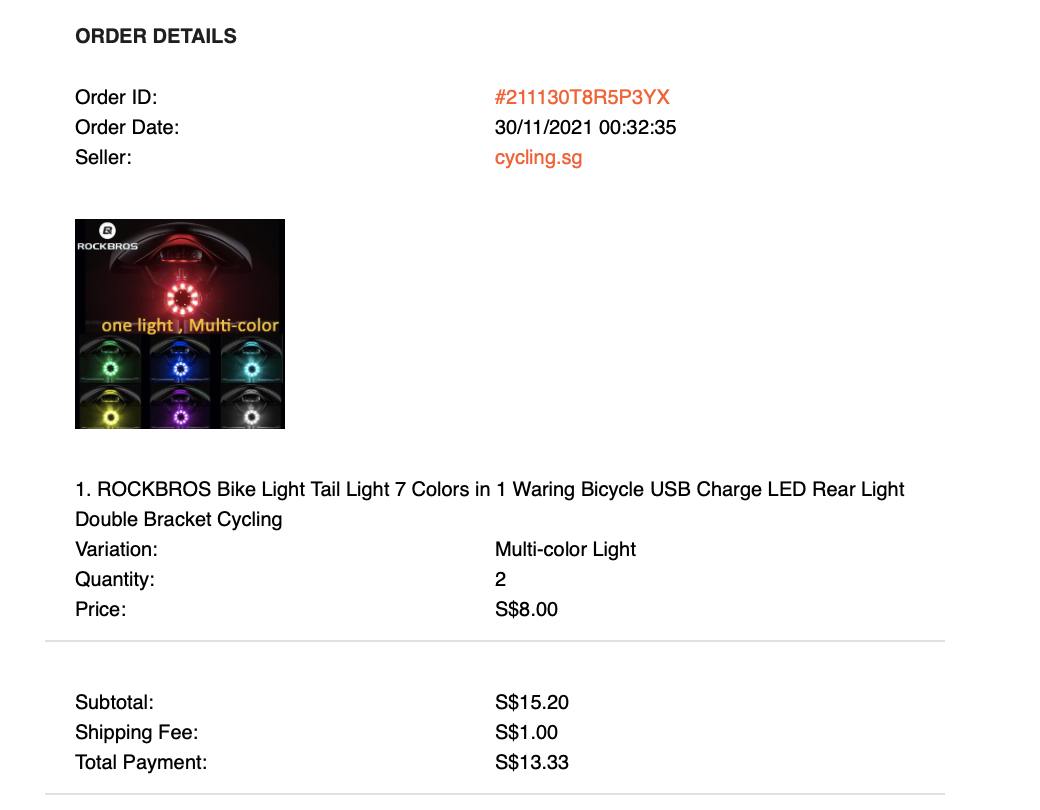 ORDER DETAILS
Order ID: #211130T8R5P3YX
Order Date: 30/11/2021 00:32:35
Seller: cycling.sg
ROCKBROS
one light , Multi-color
1. ROCKBROS Bike Light Tail Light 7 Colors in 1 Waring Bicycle USB Charge LED Rear Light
Double Bracket Cycling
Variation: Multi-color Light
Quantity: 2
Price: S$8.00
Subtotal: S$15.20
Shipping Fee: S$1.00
Total Payment: S$13.33